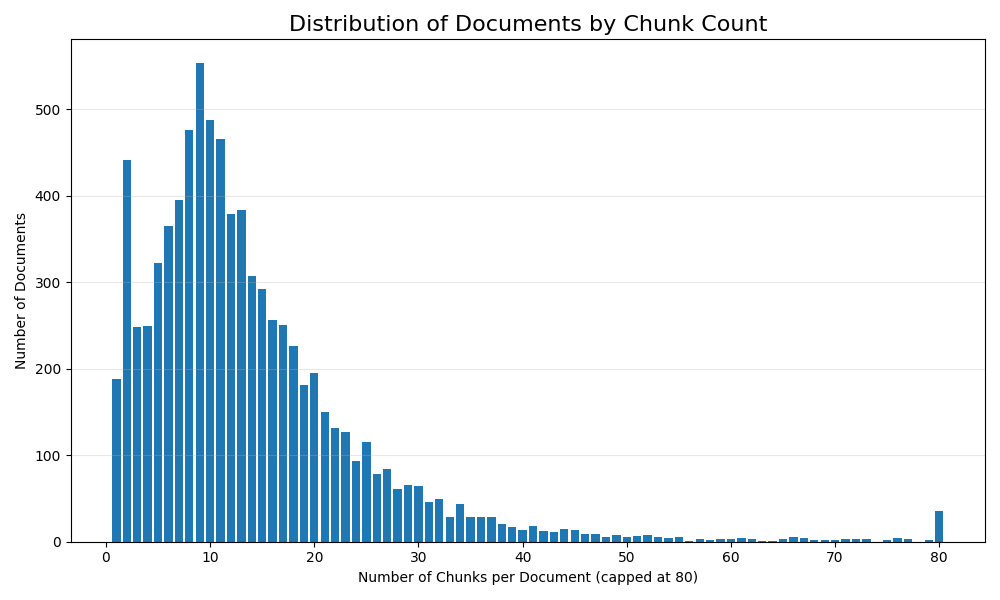 Distribution of Documents by Chunk Count
500
400
300
200
100
0
Number of Documents
0 10 20 30 40 50 60 70 80
Number of Chunks per Document (capped at 80)